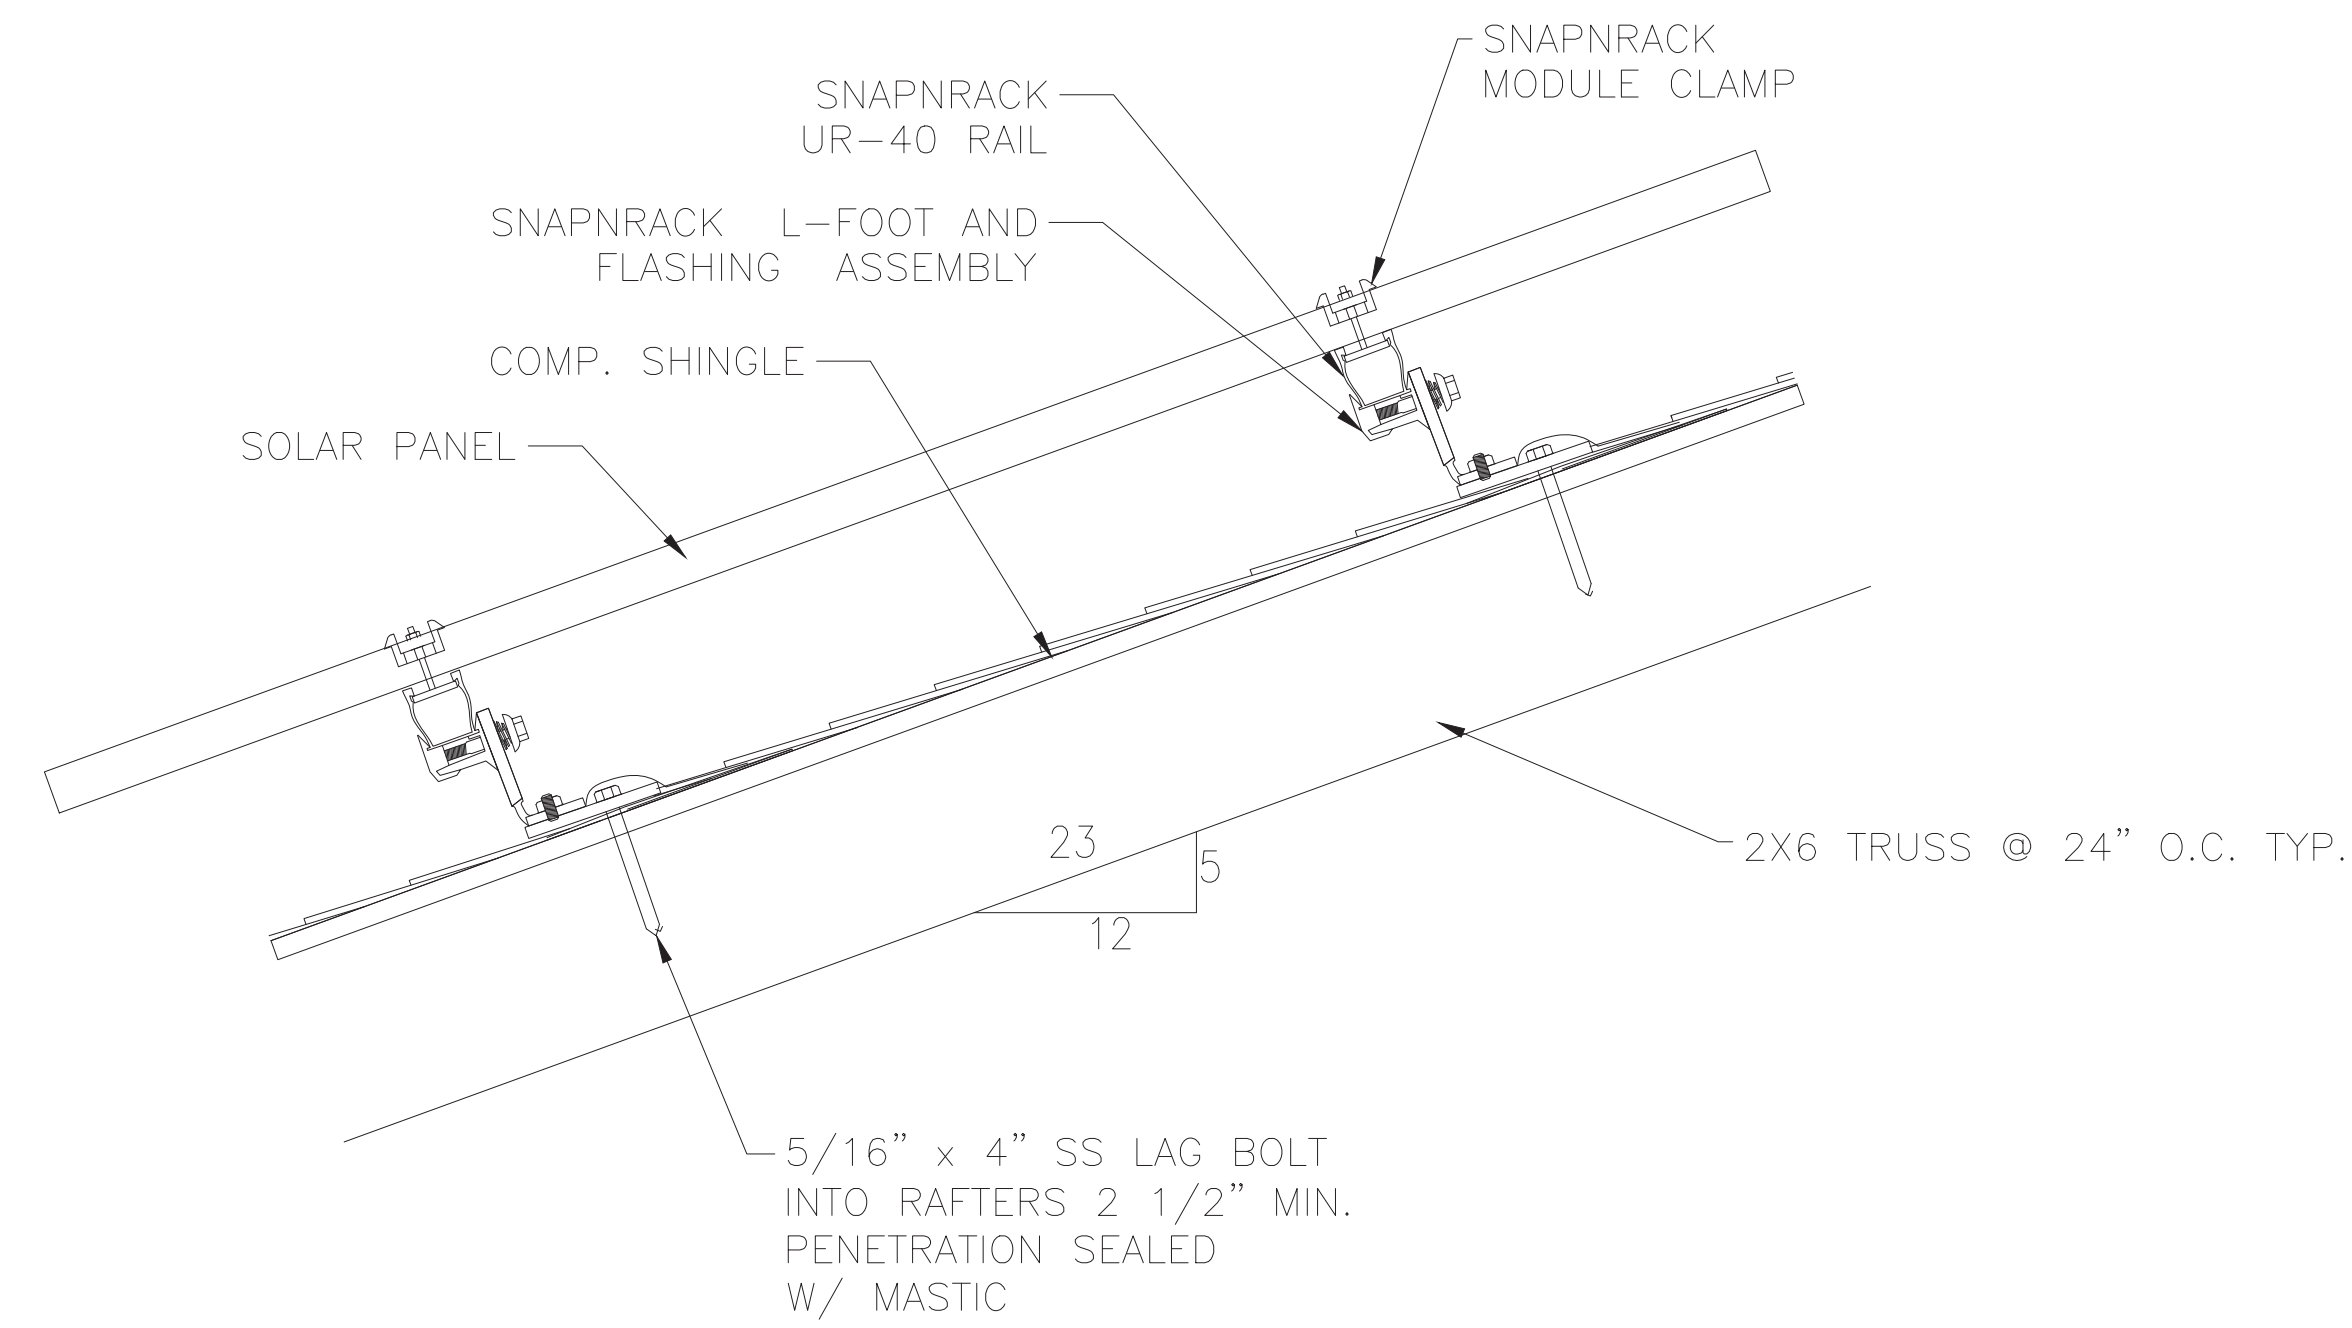 SNAPNRACK
MODULE CLAMP
SNAPNRACK
UR-40 RAIL
SNAPNRACK L-FOOT AND
FLASHING ASSEMBLY
COMP. SHINGLE
SOLAR PANEL
23
5
12
2X6 TRUSS @ 24” O.C. TYP.
5/16” x 4” SS LAG BOLT
INTO RAFTERS 2 1/2” MIN.
PENETRATION SEALED
W/ MASTIC